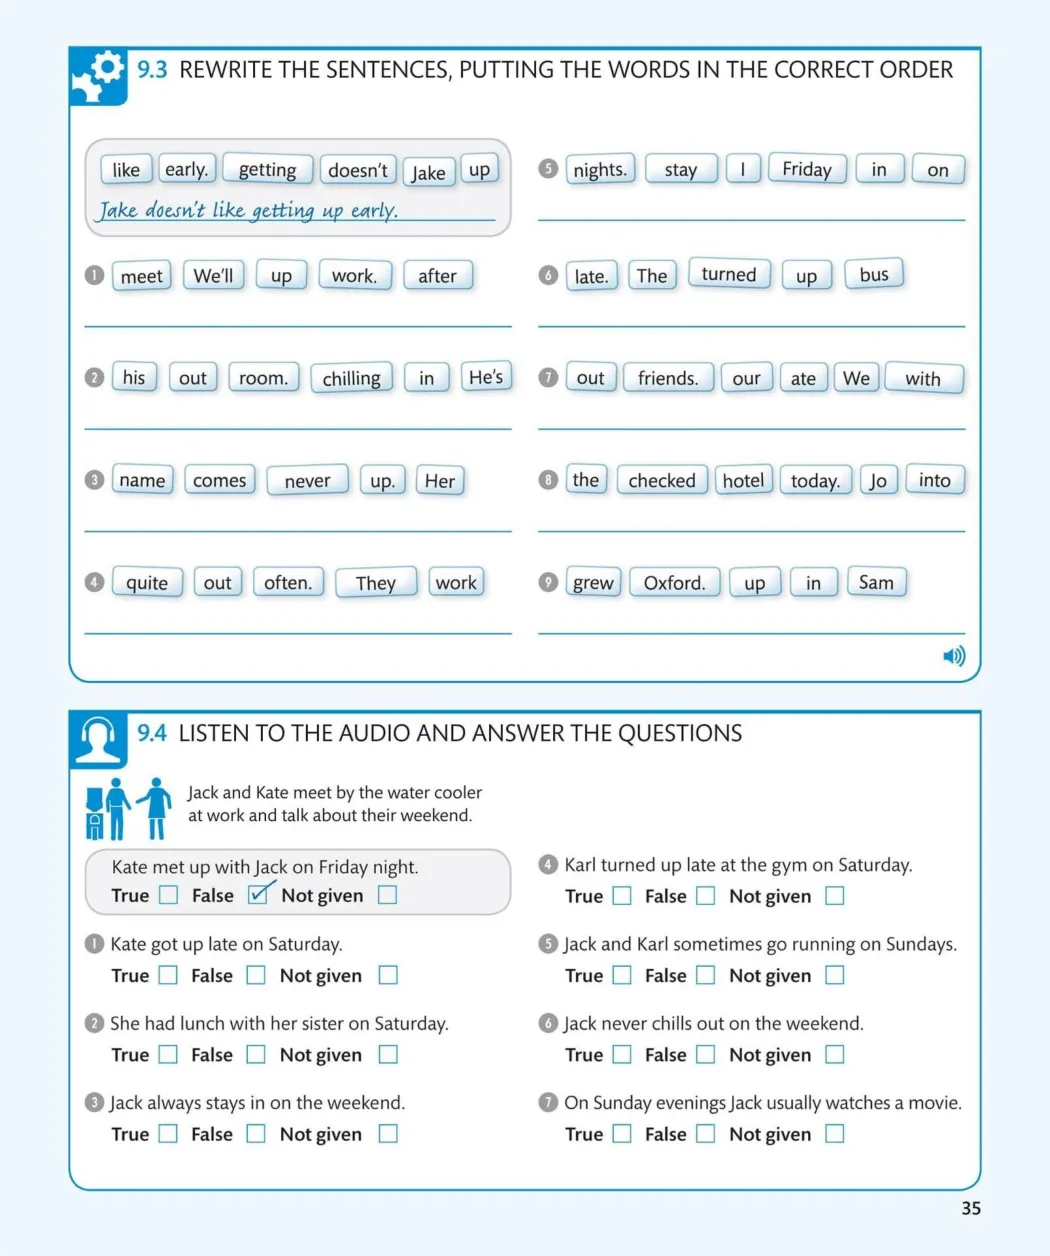 9.3 REWRITE THE SENTENCES, PUTTING THE WORDS IN THE CORRECT ORDER
like early. getting doesn't Jake up
Jake doesn't like getting up early.
1 meet We'll up work. after
2 his out room. chilling in He's
3 name comes never up. Her
4 quite out often. They work
5 nights. stay I Friday in on
6 late. The turned up bus
7 out friends. our ate We with
8 the checked hotel today. Jo into
9 grew Oxford. up in Sam
9.4 LISTEN TO THE AUDIO AND ANSWER THE QUESTIONS
Jack and Kate meet by the water cooler
at work and talk about their weekend.
Kate met up with Jack on Friday night.
True False Not given
1 Kate got up late on Saturday.
True False Not given
2 She had lunch with her sister on Saturday.
True False Not given
3 Jack always stays in on the weekend.
True False Not given
4 Karl turned up late at the gym on Saturday.
True False Not given
5 Jack and Karl sometimes go running on Sundays.
True False Not given
6 Jack never chills out on the weekend.
True False Not given
7 On Sunday evenings Jack usually watches a movie.
True False Not given
35